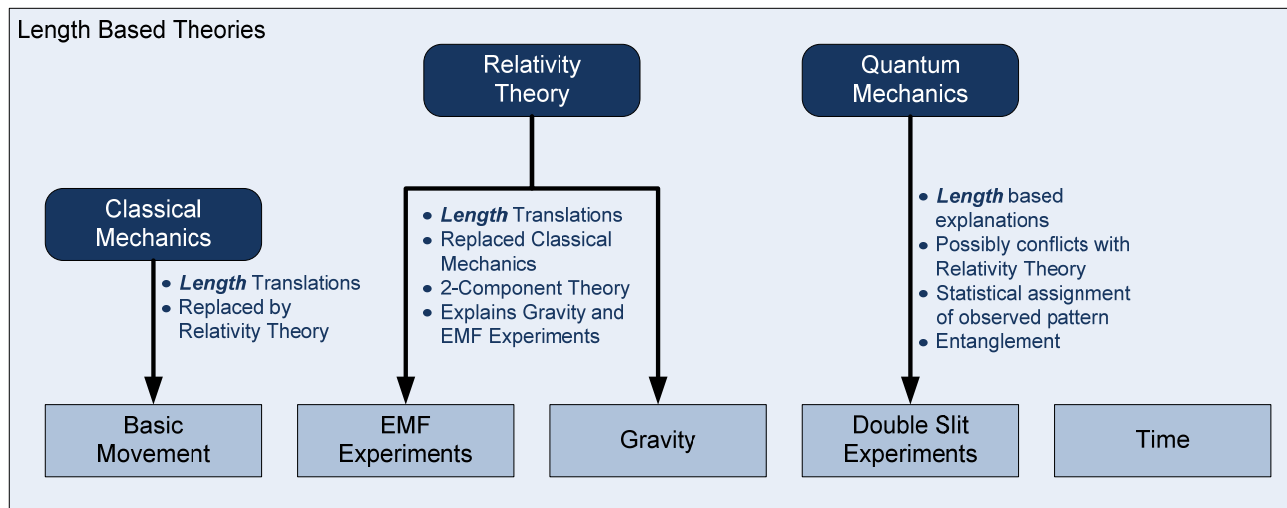 Length Based Theories
Relativity
Theory
Quantum
Mechanics
Classical
Mechanics
• Length Translations
• Replaced by
Relativity Theory
• Length Translations
• Replaced Classical
Mechanics
• 2-Component Theory
• Explains Gravity and
EMF Experiments
• Length based
explanations
• Possibly conflicts with
Relativity Theory
• Statistical assignment
of observed pattern
• Entanglement
Basic
Movement
EMF
Experiments
Gravity
Double Slit
Experiments
Time